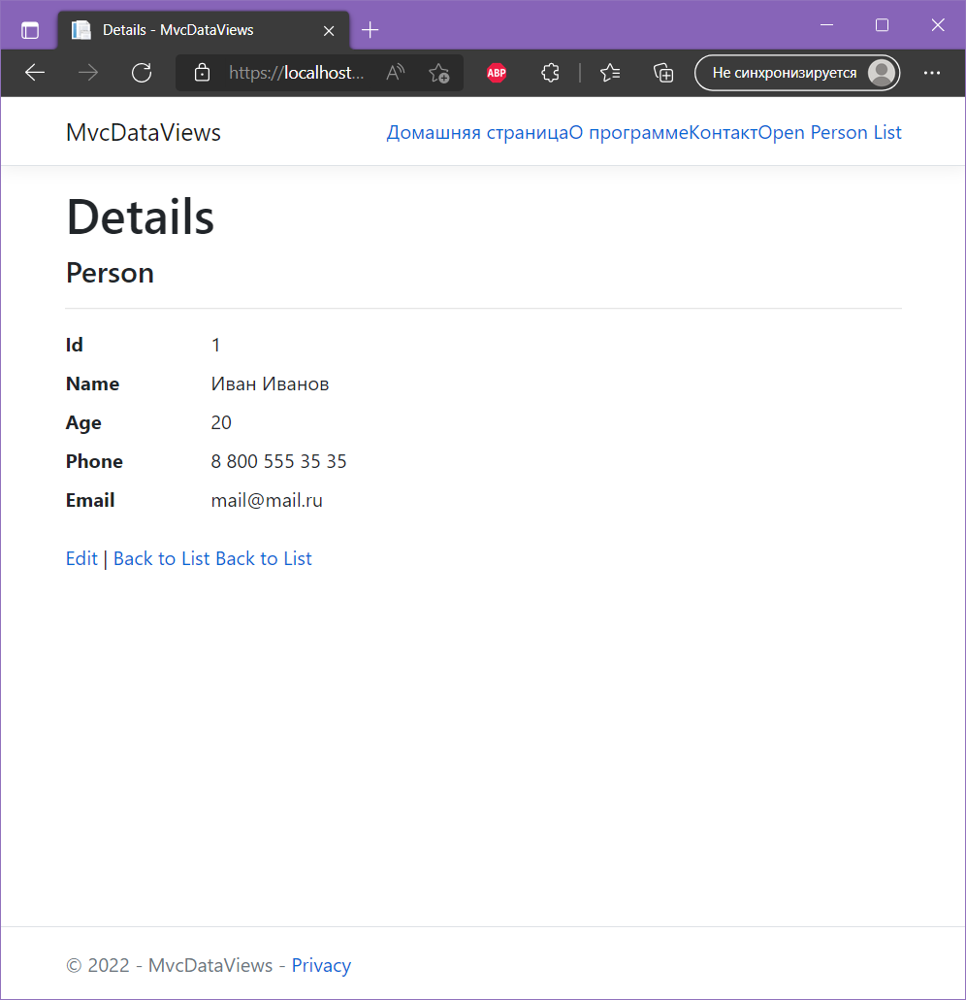 Details - MvcDataViews
https://localhost...
ABP
Не синхронизируется
MvcDataViews
Домашняя страницаО программеКонтактOpen Person List
Details
Person
Id 1
Name Иван Иванов
Age 20
Phone 8 800 555 35 35
Email mail@mail.ru
Edit | Back to List Back to List
© 2022 - MvcDataViews - Privacy